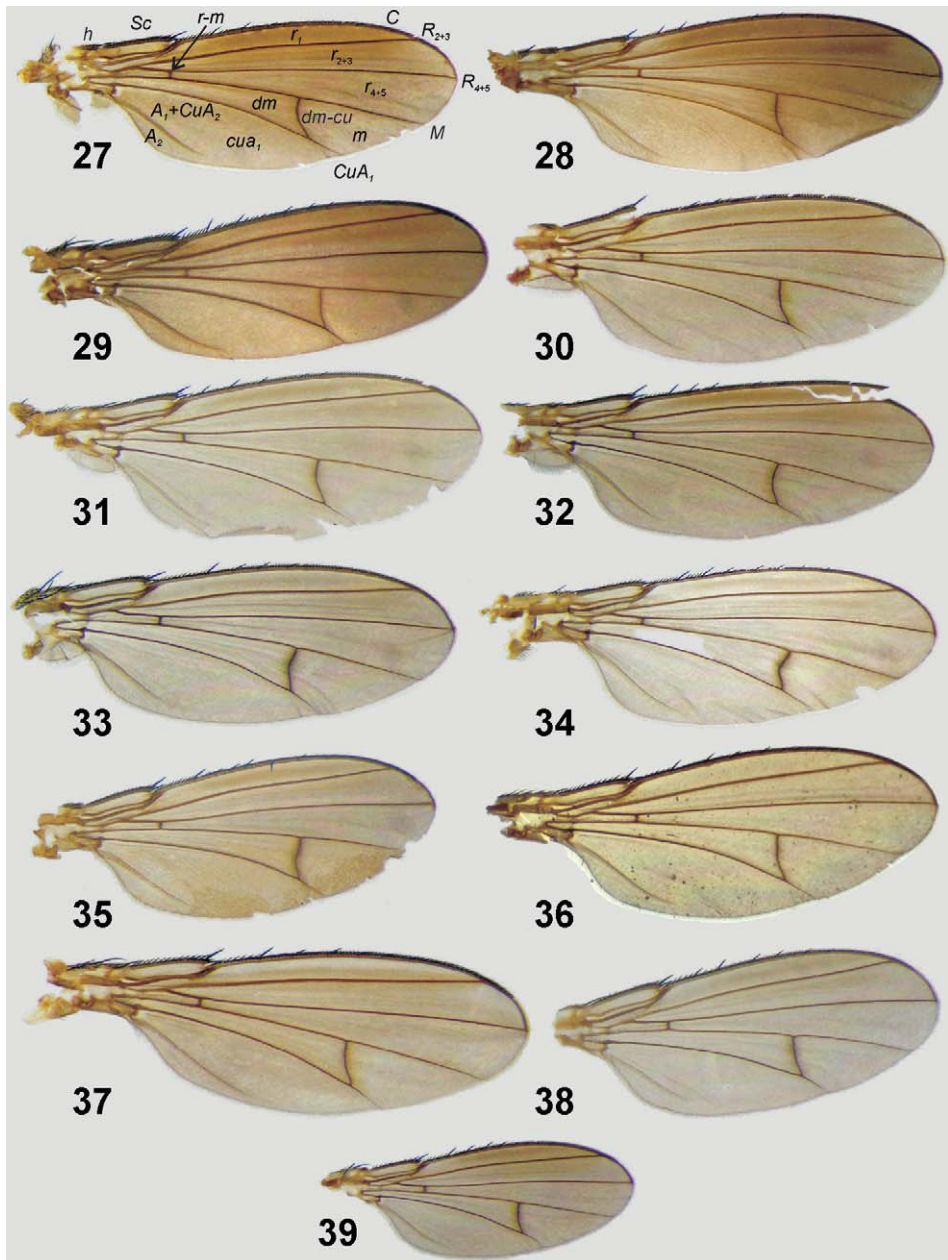 h Sc r-m r₁ C R₂₊₃
r₂₊₃
r₄₊₅ R₄₊₅
A₁+CuA₂ dm dm-cu M
A₂ cua₁ m
CuA₁
27
28
29
30
31
32
33
34
35
36
37
38
39